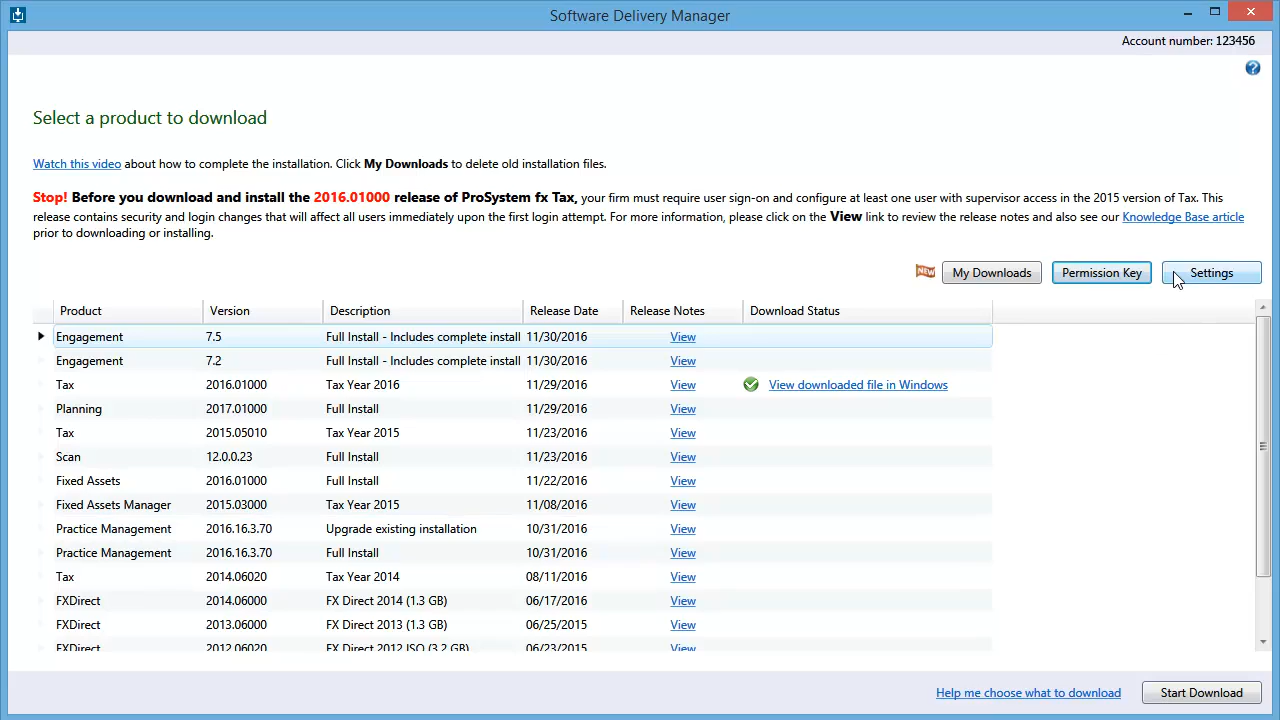 Software Delivery Manager
Account number: 123456
Select a product to download
Watch this video about how to complete the installation. Click My Downloads to delete old installation files.
Stop! Before you download and install the 2016.01000 release of ProSystem fx Tax, your firm must require user sign-on and configure at least one user with supervisor access in the 2015 version of Tax. This
release contains security and login changes that will affect all users immediately upon the first login attempt. For more information, please click on the View link to review the release notes and also see our Knowledge Base article
prior to downloading or installing.
NEW My Downloads Permission Key Settings
Product Version Description Release Date Release Notes Download Status
Engagement 7.5 Full Install - Includes complete install 11/30/2016 View
Engagement 7.2 Full Install - Includes complete install 11/30/2016 View
Tax 2016.01000 Tax Year 2016 11/29/2016 View View downloaded file in Windows
Planning 2017.01000 Full Install 11/29/2016 View
Tax 2015.05010 Tax Year 2015 11/23/2016 View
Scan 12.0.0.23 Full Install 11/23/2016 View
Fixed Assets 2016.01000 Full Install 11/22/2016 View
Fixed Assets Manager 2015.03000 Tax Year 2015 11/08/2016 View
Practice Management 2016.16.3.70 Upgrade existing installation 10/31/2016 View
Practice Management 2016.16.3.70 Full Install 10/31/2016 View
Tax 2014.06020 Tax Year 2014 08/11/2016 View
FXDirect 2014.06000 FX Direct 2014 (1.3 GB) 06/17/2016 View
FXDirect 2013.06000 FX Direct 2013 (1.3 GB) 06/25/2015 View
FXDirect 2012.06020 FX Direct 2012 ISO (3.2 GB) 06/23/2015 View
Help me choose what to download Start Download